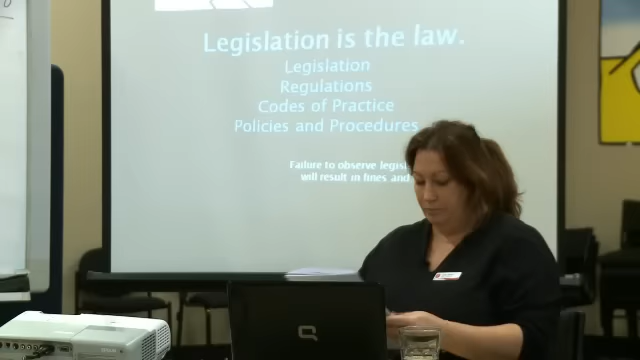 Legislation is the law.
Legislation
Regulations
Codes of Practice
Policies and Procedures
Failure to observe
will result in fines and